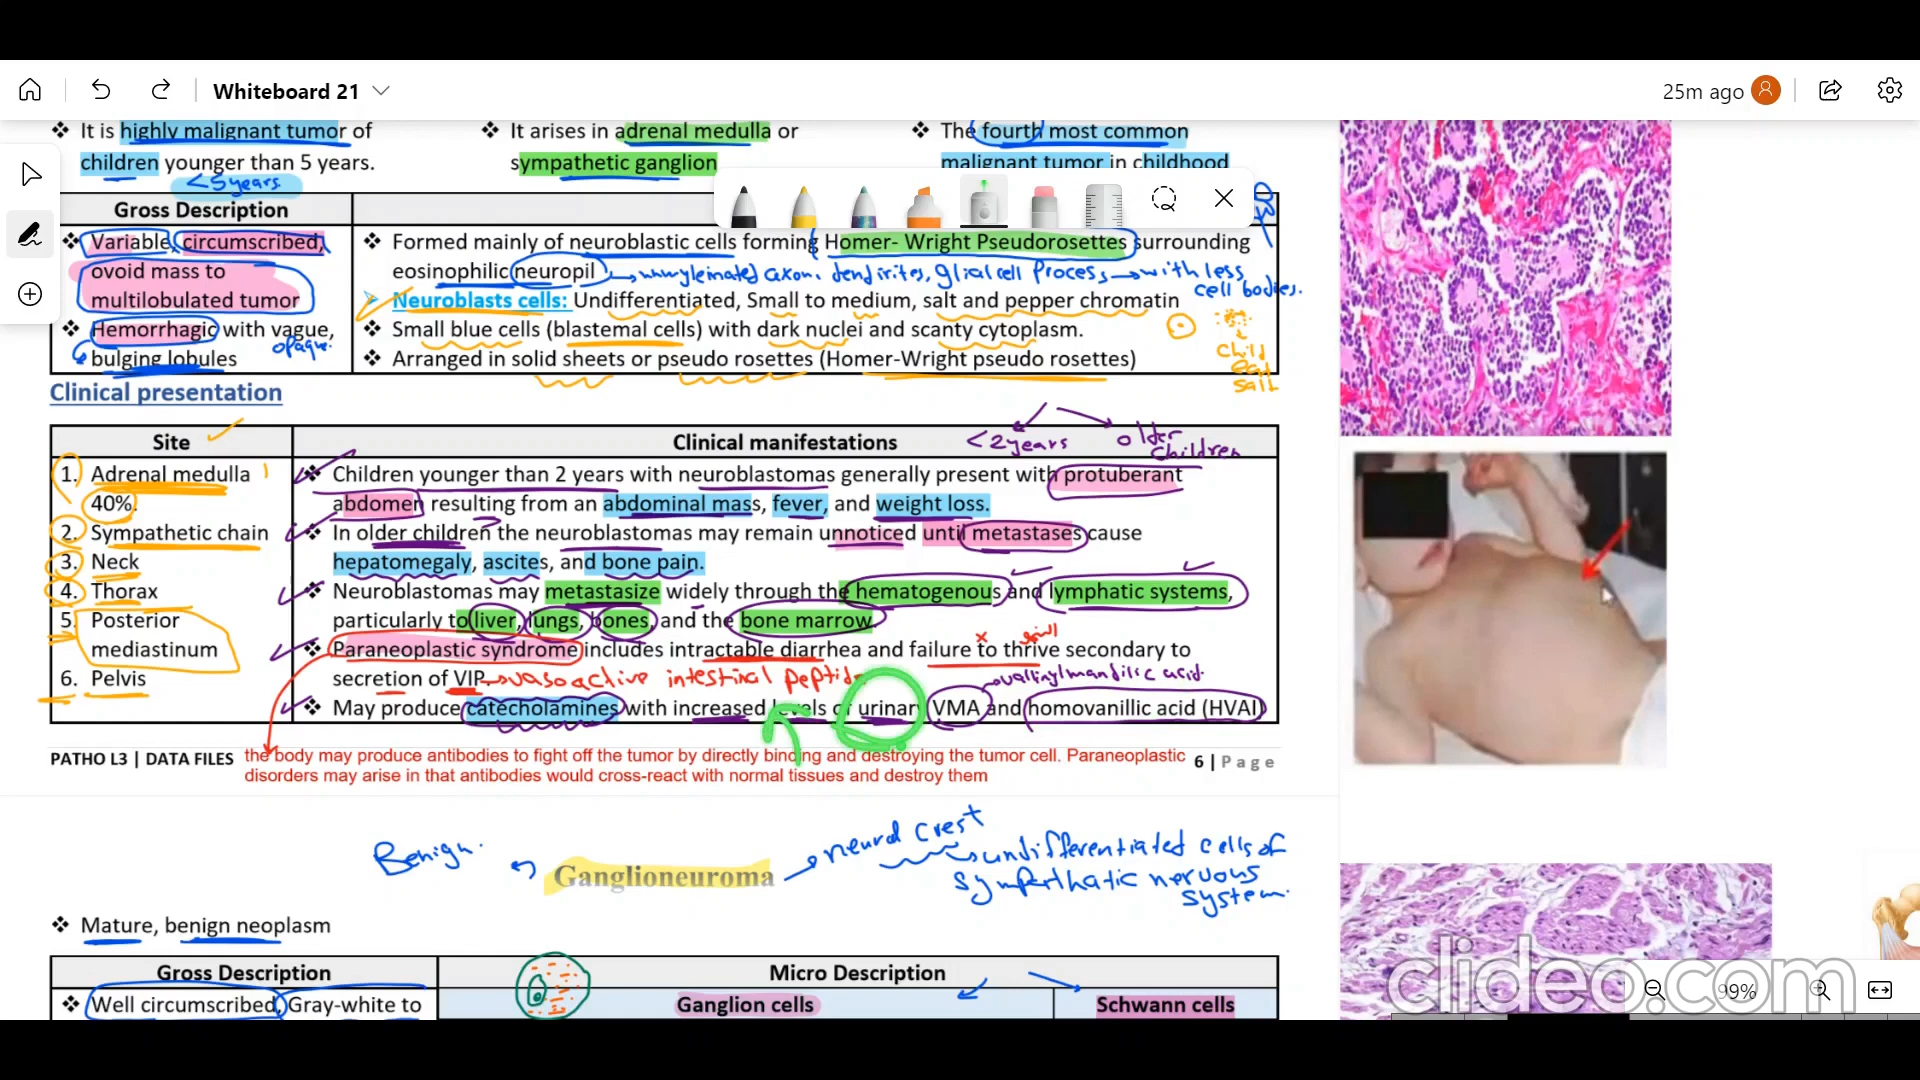 Whiteboard 21
25m ago
❖ It is highly malignant tumor of
children younger than 5 years.
<5years
❖ It arises in adrenal medulla or
sympathetic ganglion
❖ The fourth most common
malignant tumor in childhood
Gross Description
❖ Variable, circumscribed,
ovoid mass to
multilobulated tumor
❖ Hemorrhagic with vague,
opaque.
bulging lobules
❖ Formed mainly of neuroblastic cells forming Homer- Wright Pseudorosettes surrounding
eosinophilic neuropil
dendirites, glial cell Process → with less
cell bodies.
➢ Neuroblasts cells: Undifferentiated, Small to medium, salt and pepper chromatin
❖ Small blue cells (blastemal cells) with dark nuclei and scanty cytoplasm.
❖ Arranged in solid sheets or pseudo rosettes (Homer-Wright pseudo rosettes)
Child
eat
salt
Clinical presentation
Site
Clinical manifestations
<2years
older
children
1. Adrenal medulla
40%.
2. Sympathetic chain
3. Neck
4. Thorax
5. Posterior
mediastinum
6. Pelvis
❖ Children younger than 2 years with neuroblastomas generally present with protuberant
abdomen resulting from an abdominal mass, fever, and weight loss.
❖ In older children the neuroblastomas may remain unnoticed until metastases cause
hepatomegaly, ascites, and bone pain.
❖ Neuroblastomas may metastasize widely through the hematogenous and lymphatic systems,
particularly to liver, lungs, bones, and the bone marrow.
❖ Paraneoplastic syndrome includes intractable diarrhea and failure to thrive secondary to
secretion of VIP → vasoactive intestinal peptide
❖ May produce catecholamines with increased levels of urinary VMA and homovanillic acid (HVAI)
PATHO L3 | DATA FILES
the body may produce antibodies to fight off the tumor by directly binding and destroying the tumor cell. Paraneoplastic
disorders may arise in that antibodies would cross-react with normal tissues and destroy them
6 | Page
Benign.
Ganglioneuroma
neural crest
undifferentiated cells of
symperthatic nervous
system.
❖ Mature, benign neoplasm
Gross Description
Micro Description
❖ Well circumscribed, Gray-white to
Ganglion cells
Schwann cells
clideo.com
99%